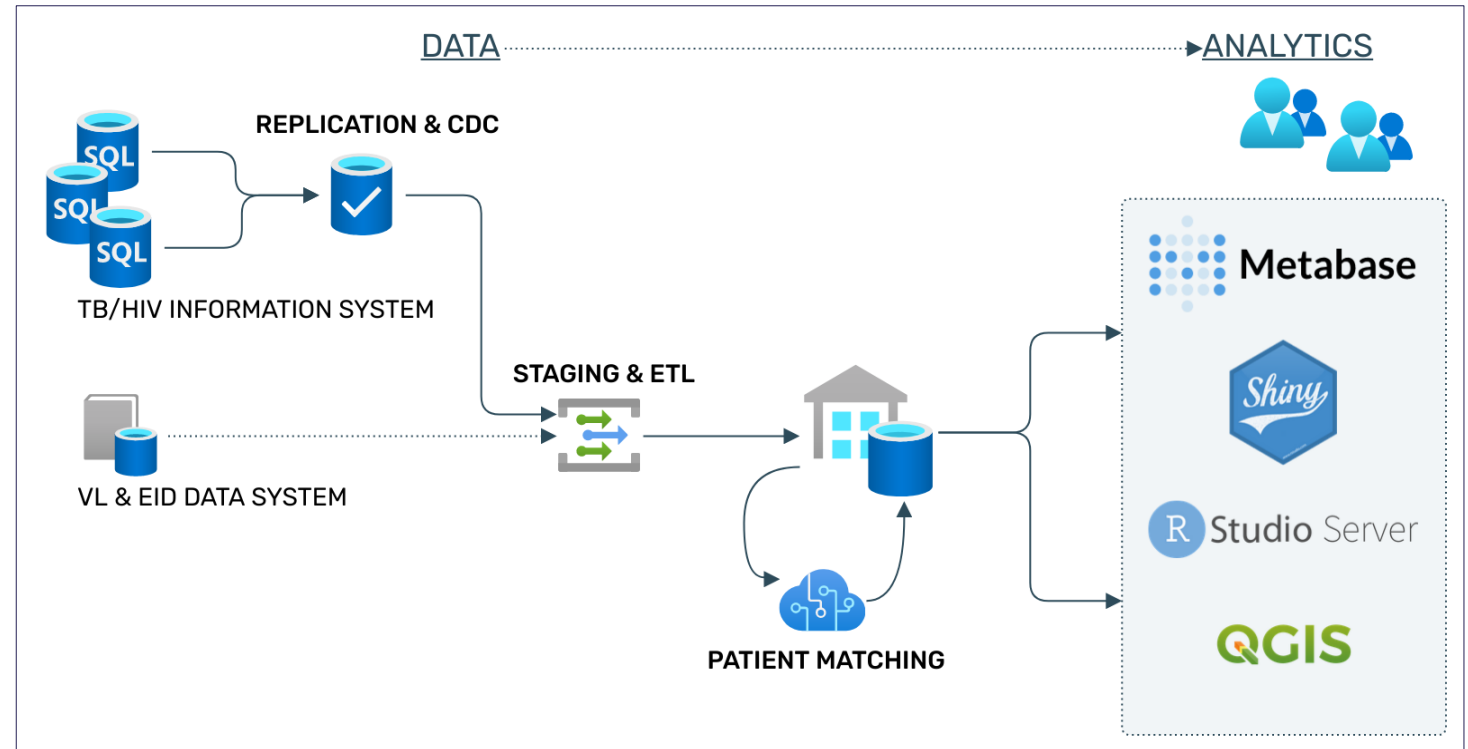 DATA
ANALYTICS
REPLICATION & CDC
SQL
SQL
SQL
TB/HIV INFORMATION SYSTEM
Metabase
STAGING & ETL
Shiny
VL & EID DATA SYSTEM
R Studio Server
PATIENT MATCHING
QGIS